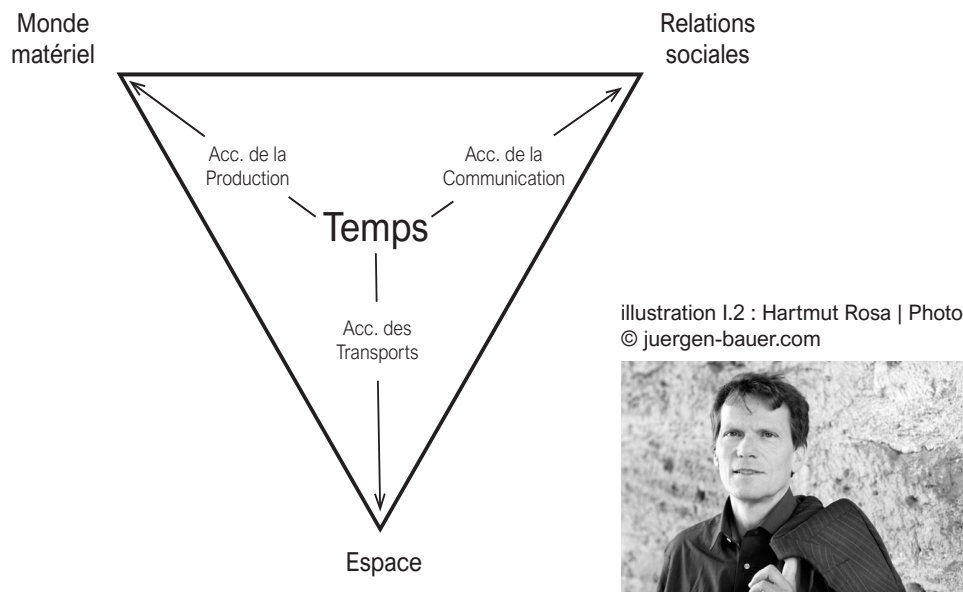 Monde
matériel
Relations
sociales
Acc. de la
Production
Acc. de la
Communication
Temps
Acc. des
Transports
Espace
illustration I.2 : Hartmut Rosa | Photo
© juergen-bauer.com